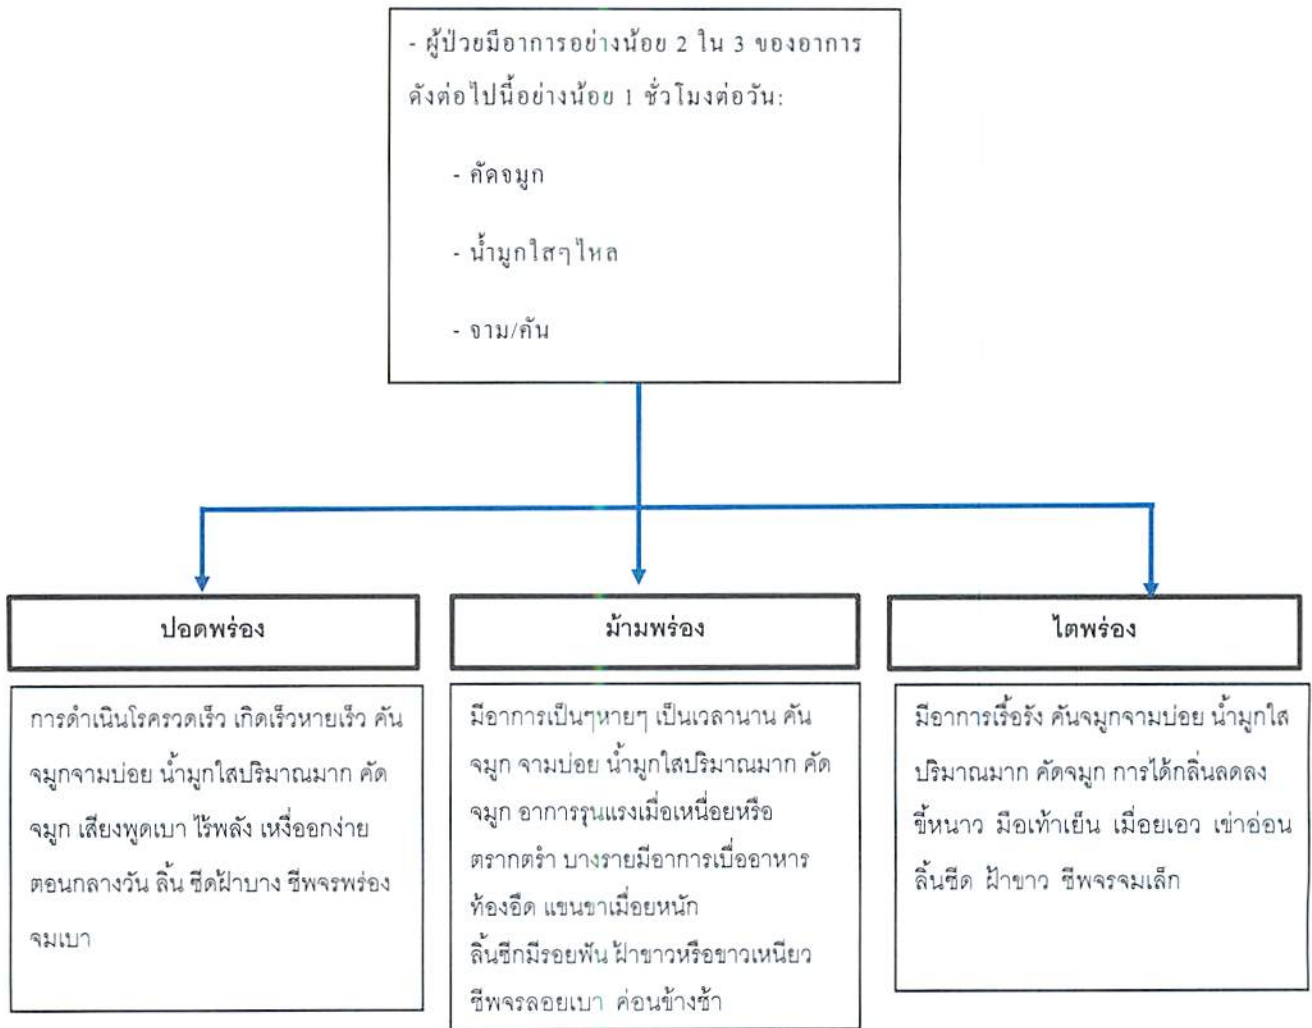 - ผู้ป่วยมีอาการอย่างน้อย 2 ใน 3 ของอาการ
ดังต่อไปนี้อย่างน้อย 1 ชั่วโมงต่อวัน:
- คัดจมูก
- น้ำมูกใสๆไหล
- จาม/คัน
ปอดพร่อง
การดำเนินโรครวดเร็ว เกิดเร็วหายเร็ว คัน
จมูกจามบ่อย น้ำมูกใสปริมาณมาก คัด
จมูก เสียงพูดเบา ไร้พลัง เหงื่อออกง่าย
ตอนกลางวัน ลิ้น ซีดฝ้าบาง ชีพจรพร่อง
จมเบา
ม้ามพร่อง
มีอาการเป็นๆหายๆ เป็นเวลานาน คัน
จมูก จามบ่อย น้ำมูกใสปริมาณมาก คัด
จมูก อาการรุนแรงเมื่อเหนื่อยหรือ
ตรากตรำ บางรายมีอาการเบื่ออาหาร
ท้องอืด แขนขาเมื่อยหนัก
ลิ้นซีกมีรอยฟัน ฝ้าขาวหรือขาวเหนียว
ชีพจรลอยเบา ค่อนข้างช้า
ไตพร่อง
มีอาการเรื้อรัง คันจมูกจามบ่อย น้ำมูกใส
ปริมาณมาก คัดจมูก การได้กลิ่นลดลง
ขี้หนาว มือเท้าเย็น เมื่อยเอว เข่าอ่อน
ลิ้นซีด ฝ้าขาว ชีพจรจมเล็ก